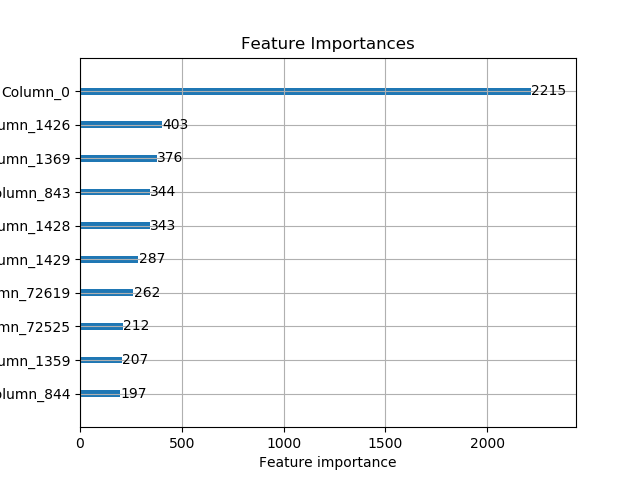 Feature Importances
Column_0 2215
umn_1426 403
umn_1369 376
olumn_843 344
umn_1428 343
umn_1429 287
mn_72619 262
mn_72525 212
umn_1359 207
olumn_844 197
0 500 1000 1500 2000
Feature importance